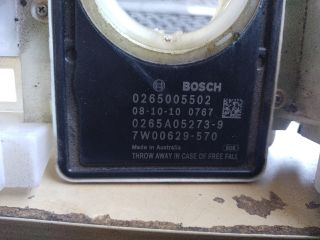 BOSCH
0265005502
08-10-10 0767
0265A05273-9
7W00629-570
Made in Australia
THROW AWAY IN CASE OF FREE FALL